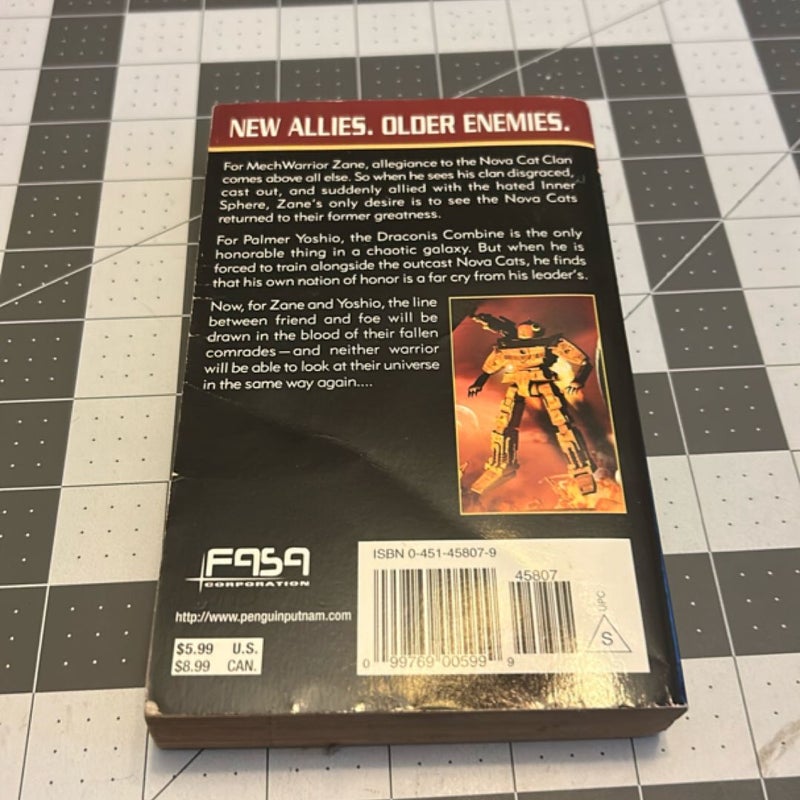 NEW ALLIES. OLDER ENEMIES.
For MechWarrior Zane, allegiance to the Nova Cat Clan
comes above all else. So when he sees his clan disgraced,
cast out, and suddenly allied with the hated Inner
Sphere, Zane's only desire is to see the Nova Cats
returned to their former greatness.
For Palmer Yoshio, the Draconis Combine is the only
honorable thing in a chaotic galaxy. But when he is
forced to train alongside the outcast Nova Cats, he finds
that his own notion of honor is a far cry from his leader's.
Now, for Zane and Yoshio, the line
between friend and foe will be
drawn in the blood of their fallen
comrades—and neither warrior
will be able to look at their universe
in the same way again....
FASA
CORPORATION
http://www.penguinputnam.com
$5.99 U.S.
$8.99 CAN.
ISBN 0-451-45807-9
45807
0 99769 00599 9
UPC
S